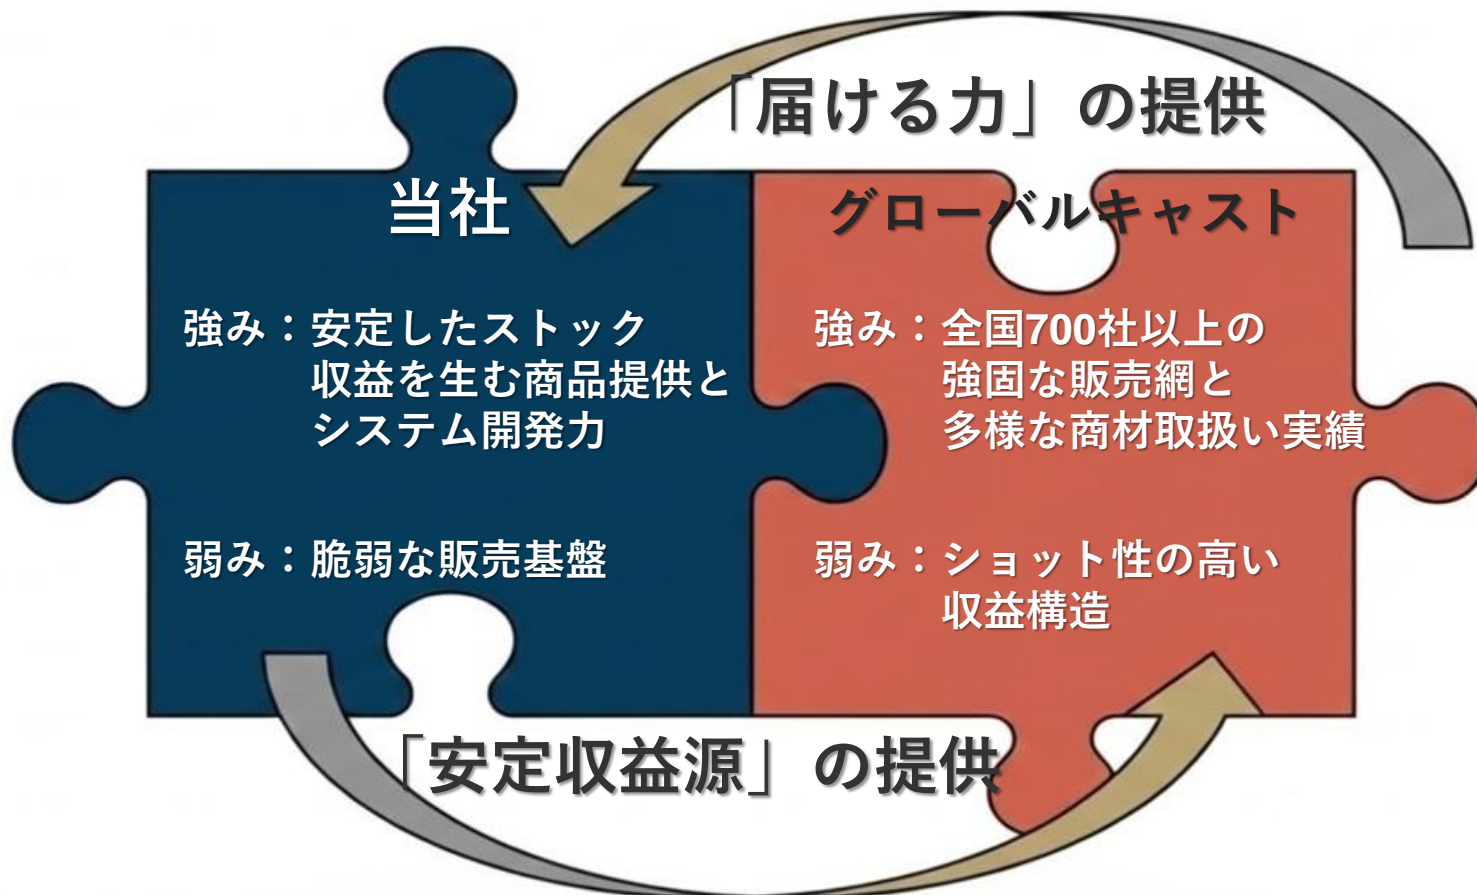 「届ける力」の提供
当社
強み：安定したストック
収益を生む商品提供と
システム開発力
弱み：脆弱な販売基盤
グローバルキャスト
強み：全国700社以上の
強固な販売網と
多様な商材取扱い実績
弱み：ショット性の高い
収益構造
「安定収益源」の提供